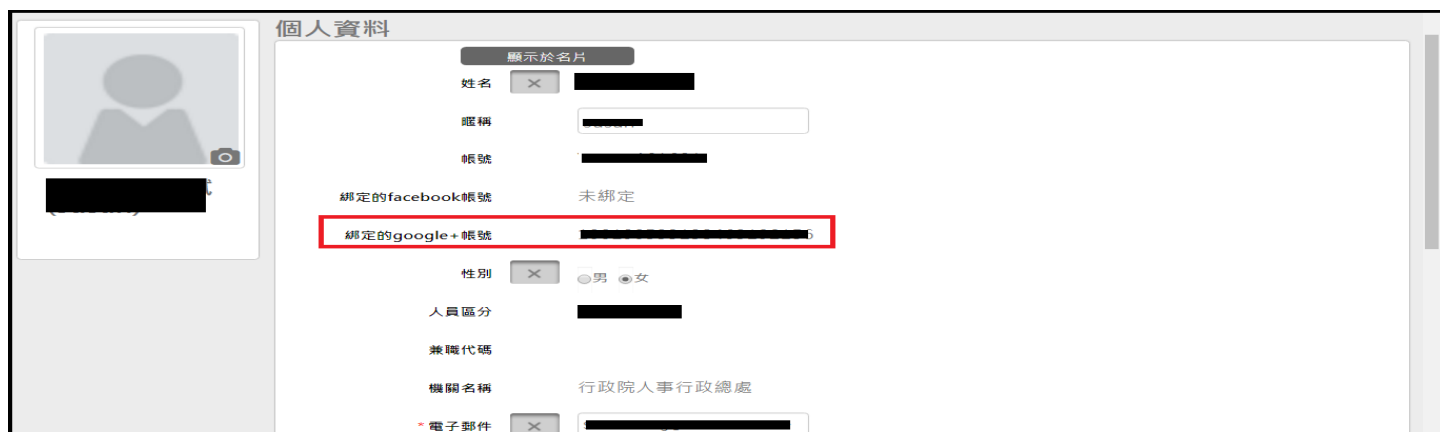 個人資料
顯示於名片
姓名 ×
暱稱
帳號
綁定的facebook帳號 未綁定
綁定的google+帳號
性別 × 男 女
人員區分
兼職代碼
機關名稱 行政院人事行政總處
*電子郵件 ×